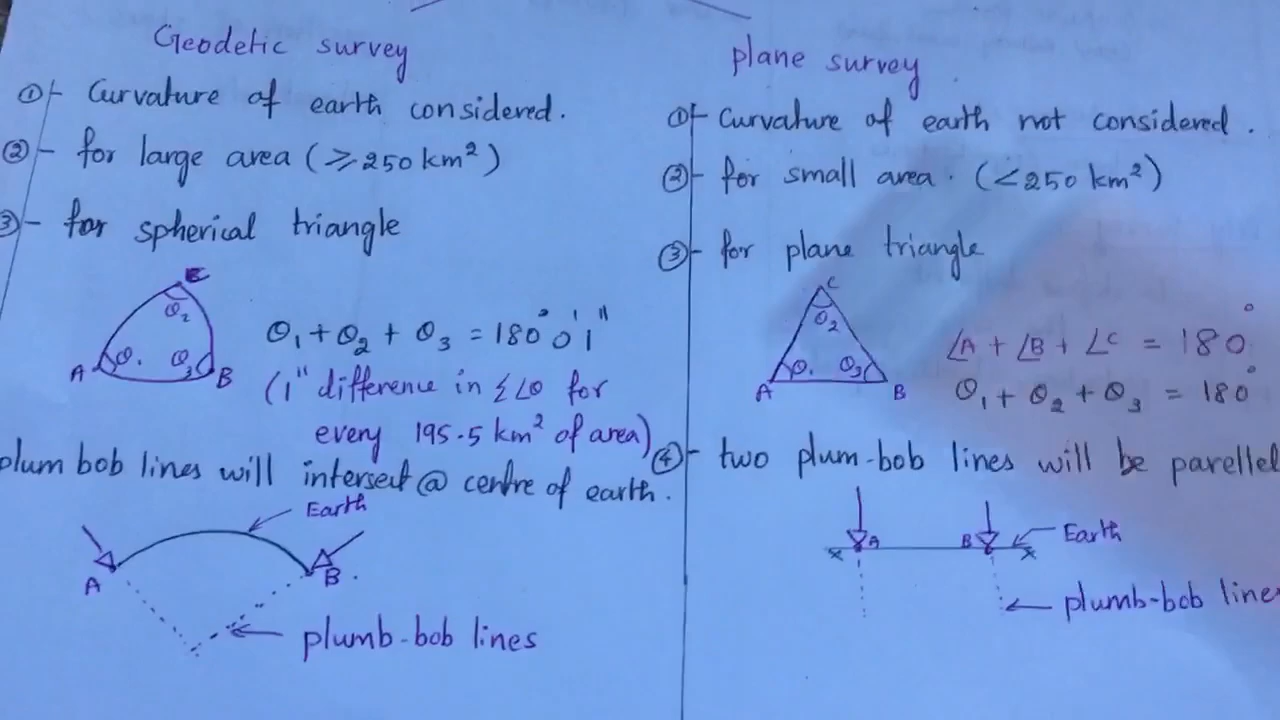 Geodetic survey
①- Curvature of earth considered.
②- for large area (≥250 km²)
③- for spherical triangle
C
θ₂
A θ₁ θ₃ B
θ₁ + θ₂ + θ₃ = 180° 0' 1"
(1" difference in ξ∠θ for
every 195.5 km² of area)
plum bob lines will intersect @ centre of earth.
Earth
A
B.
plumb-bob lines
plane survey.
①- Curvature of earth not considered.
②- for small area. (<250 km²)
③- for plane triangle
C
θ₂
θ₁ θ₃
A B
∠A + ∠B + ∠C = 180°
θ₁ + θ₂ + θ₃ = 180°
④- two plum-bob lines will be parellel
A B Earth
plumb-bob lines